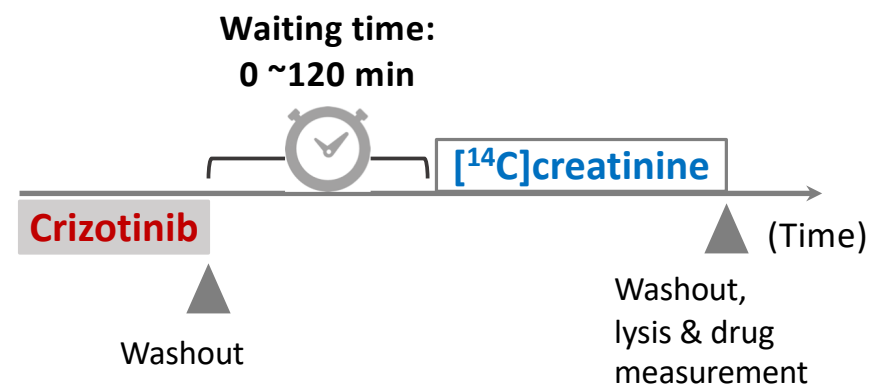 Waiting time:
0 ~120 min
[¹⁴C]creatinine
Crizotinib
(Time)
Washout
Washout,
lysis & drug
measurement